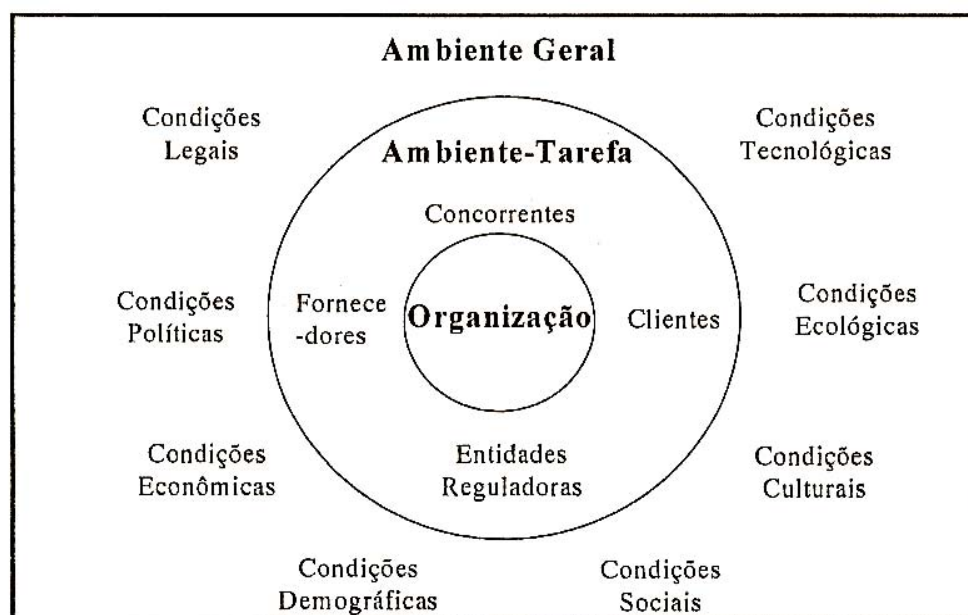 Ambiente Geral
Condições
Legais
Condições
Tecnológicas
Ambiente-Tarefa
Concorrentes
Condições
Políticas
Fornece
-dores
Organização
Clientes
Condições
Ecológicas
Condições
Econômicas
Entidades
Reguladoras
Condições
Culturais
Condições
Demográficas
Condições
Sociais